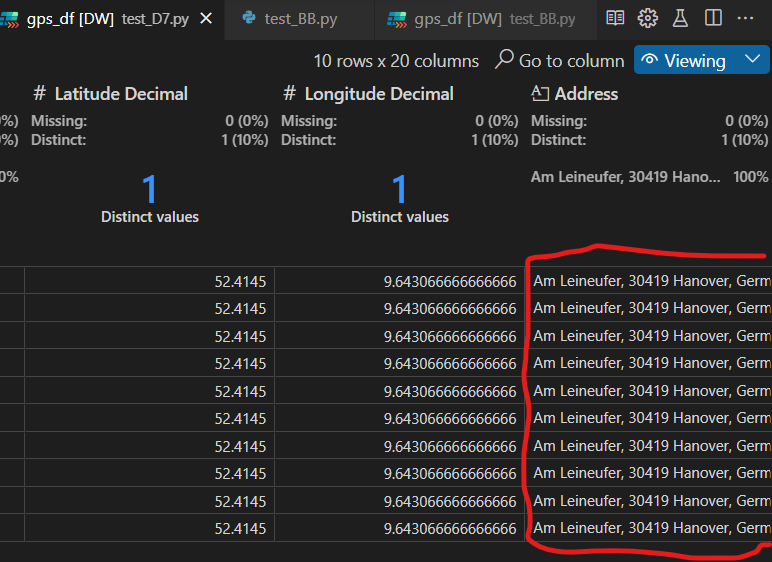 gps_df [DW] test_D7.py test_BB.py gps_df [DW] test_BB.py
10 rows x 20 columns Go to column Viewing
# Latitude Decimal # Longitude Decimal Address
%) Missing: 0 (0%) Missing: 0 (0%) Missing: 0 (0%)
%) Distinct: 1 (10%) Distinct: 1 (10%) Distinct: 1 (10%)
0% 1 1 Am Leineufer, 30419 Hano... 100%
Distinct values Distinct values
52.4145 9.643066666666666 Am Leineufer, 30419 Hanover, Germ
52.4145 9.643066666666666 Am Leineufer, 30419 Hanover, Germ
52.4145 9.643066666666666 Am Leineufer, 30419 Hanover, Germ
52.4145 9.643066666666666 Am Leineufer, 30419 Hanover, Germ
52.4145 9.643066666666666 Am Leineufer, 30419 Hanover, Germ
52.4145 9.643066666666666 Am Leineufer, 30419 Hanover, Germ
52.4145 9.643066666666666 Am Leineufer, 30419 Hanover, Germ
52.4145 9.643066666666666 Am Leineufer, 30419 Hanover, Germ
52.4145 9.643066666666666 Am Leineufer, 30419 Hanover, Germ
52.4145 9.643066666666666 Am Leineufer, 30419 Hanover, Germ